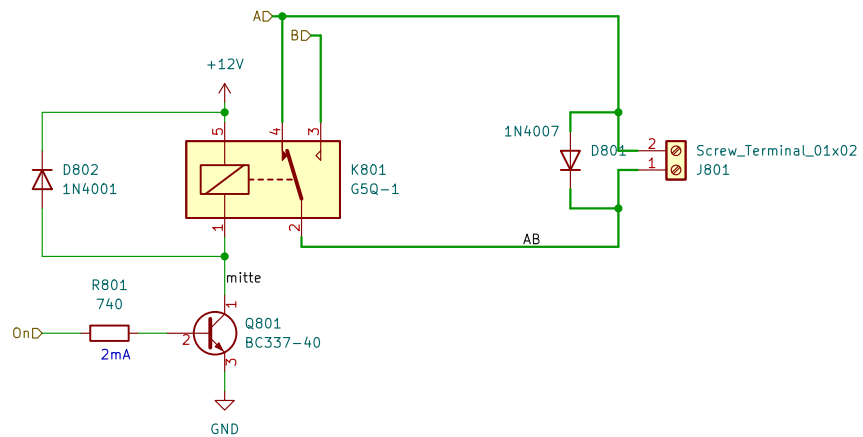 A
B
+12V
5
4
3
1N4007
D801
2
1
Screw_Terminal_01x02
J801
D802
1N4001
K801
G5Q-1
1
2
AB
mitte
R801
740
On
2mA
1
2
3
Q801
BC337-40
GND